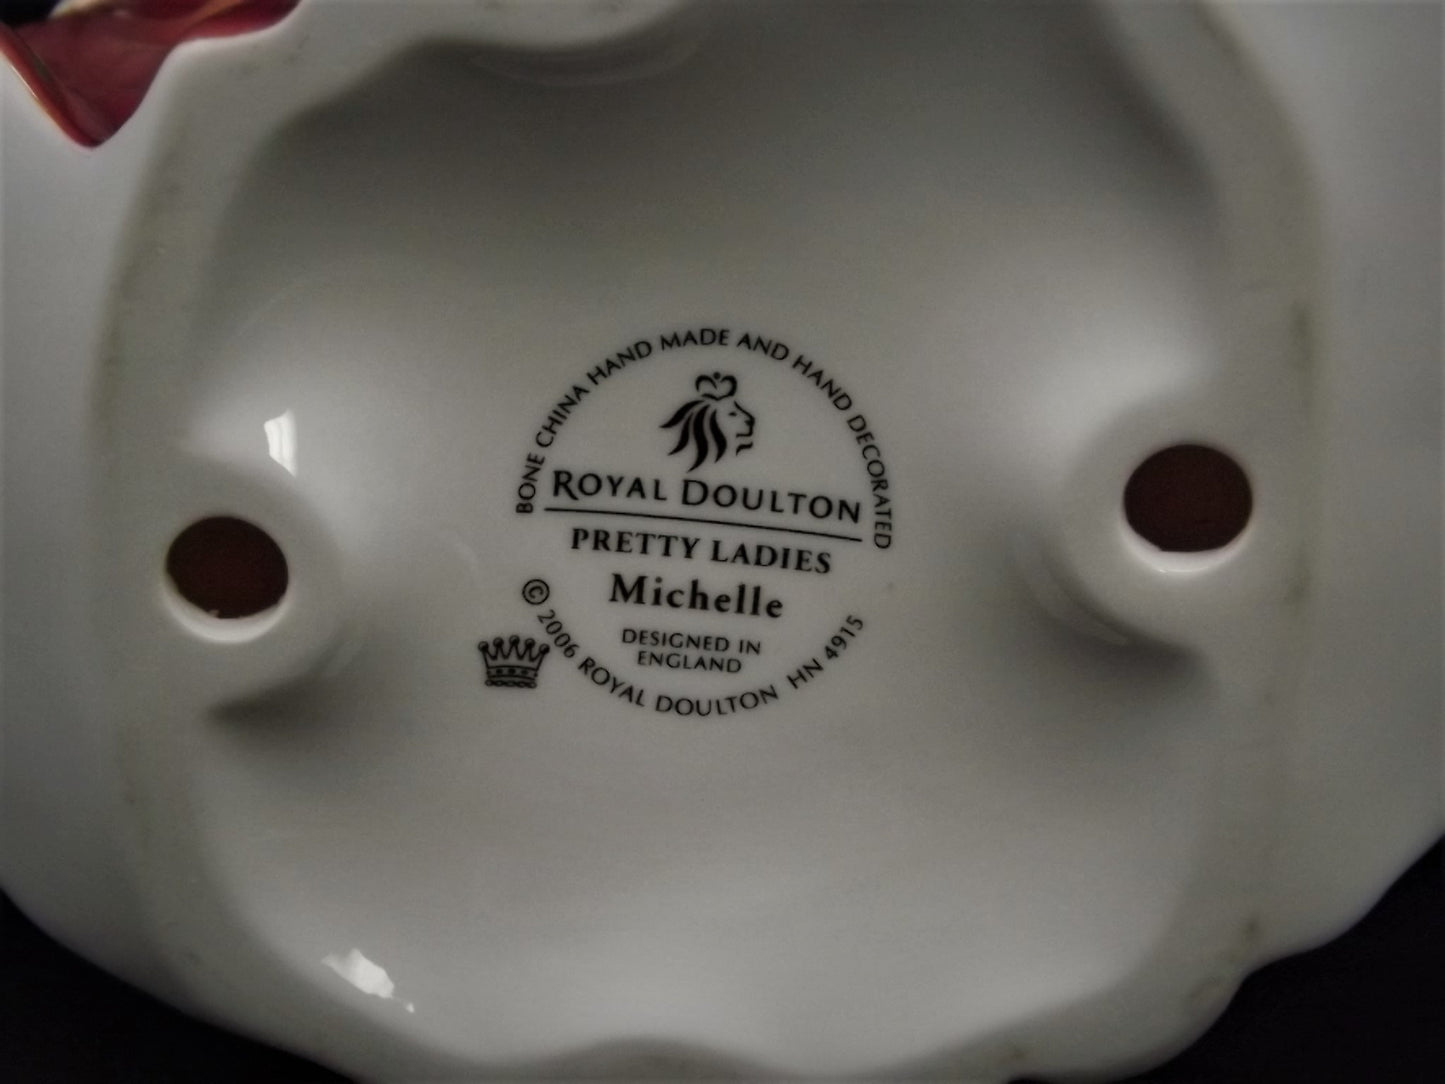 BONE CHINA HAND MADE AND HAND DECORATED
ROYAL DOULTON
PRETTY LADIES
Michelle
DESIGNED IN
ENGLAND
© 2006 ROYAL DOULTON HN 4915